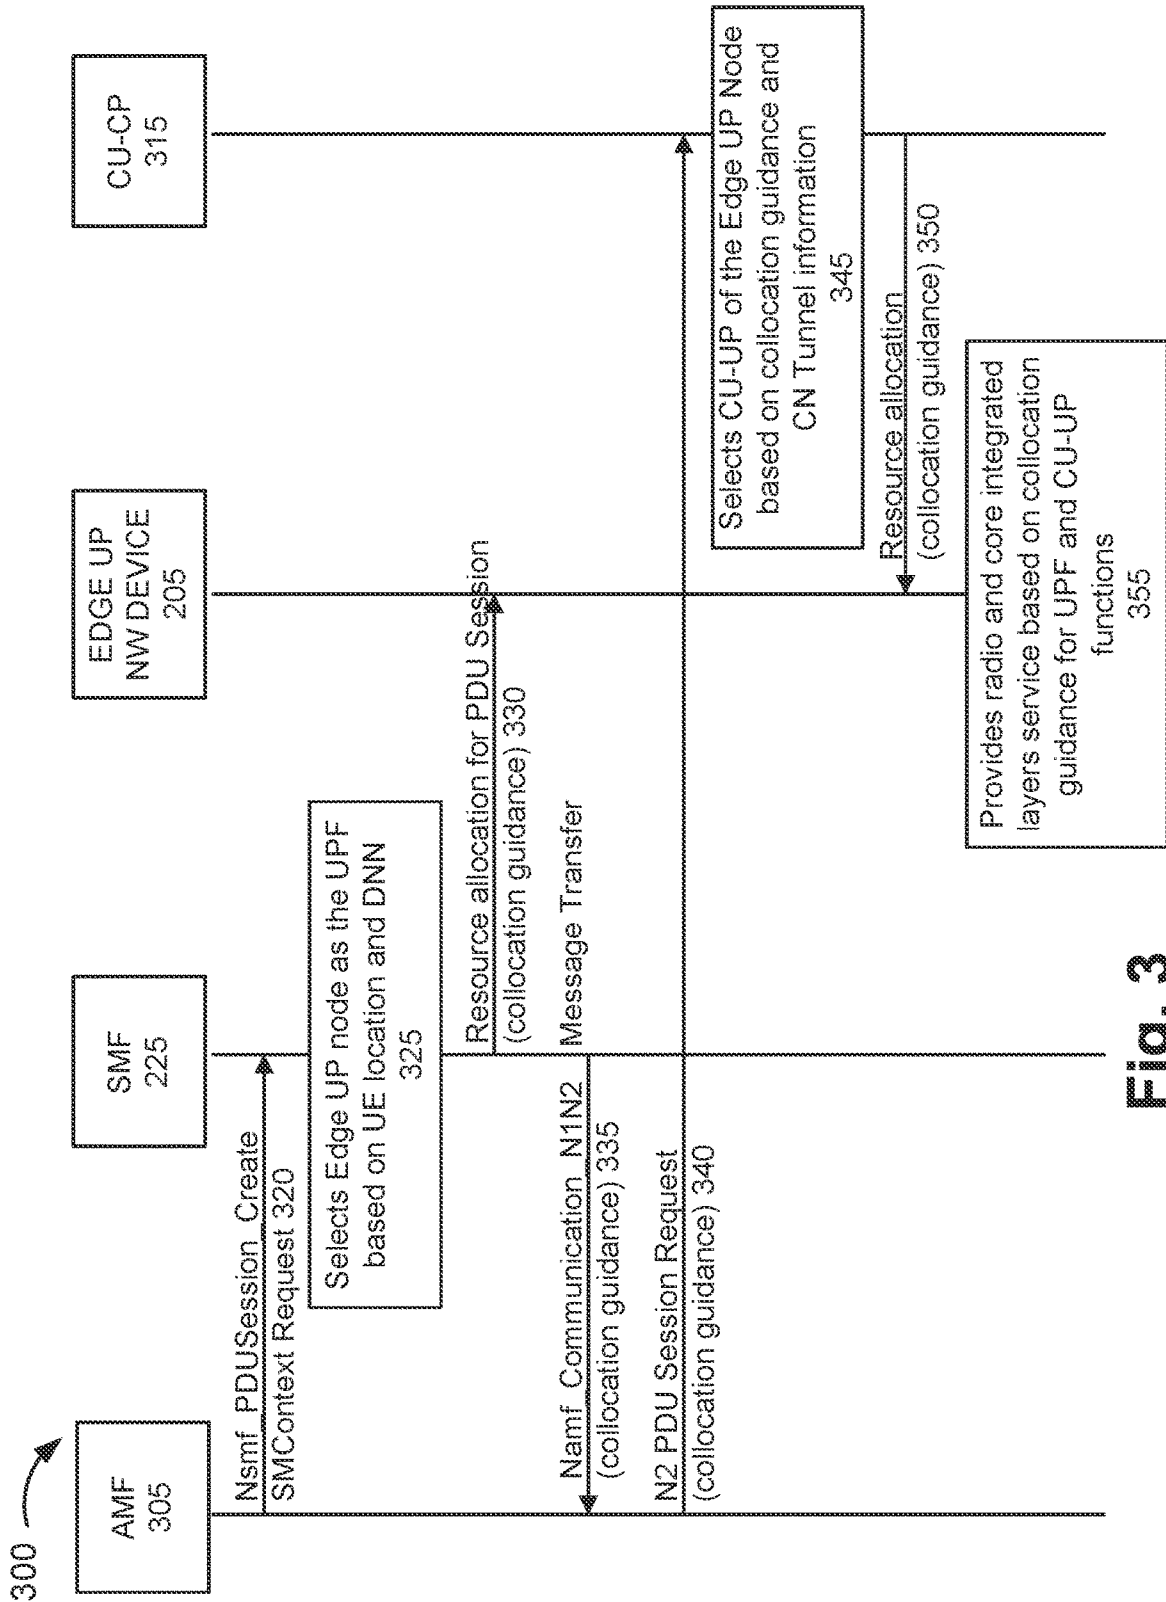 300
AMF
305
SMF
225
EDGE UP
NW DEVICE
205
CU-CP
315
Nsmf_PDUSession_Create
SMContext Request 320
Selects Edge UP node as the UPF
based on UE location and DNN
325
Resource allocation for PDU Session
(collocation guidance) 330
Namf_Communication_N1N2 Message Transfer
(collocation guidance) 335
N2 PDU Session Request
(collocation guidance) 340
Selects CU-UP of the Edge UP Node
based on collocation guidance and
CN Tunnel information
345
Resource allocation
(collocation guidance) 350
Provides radio and core integrated
layers service based on collocation
guidance for UPF and CU-UP
functions
355
Fig. 3